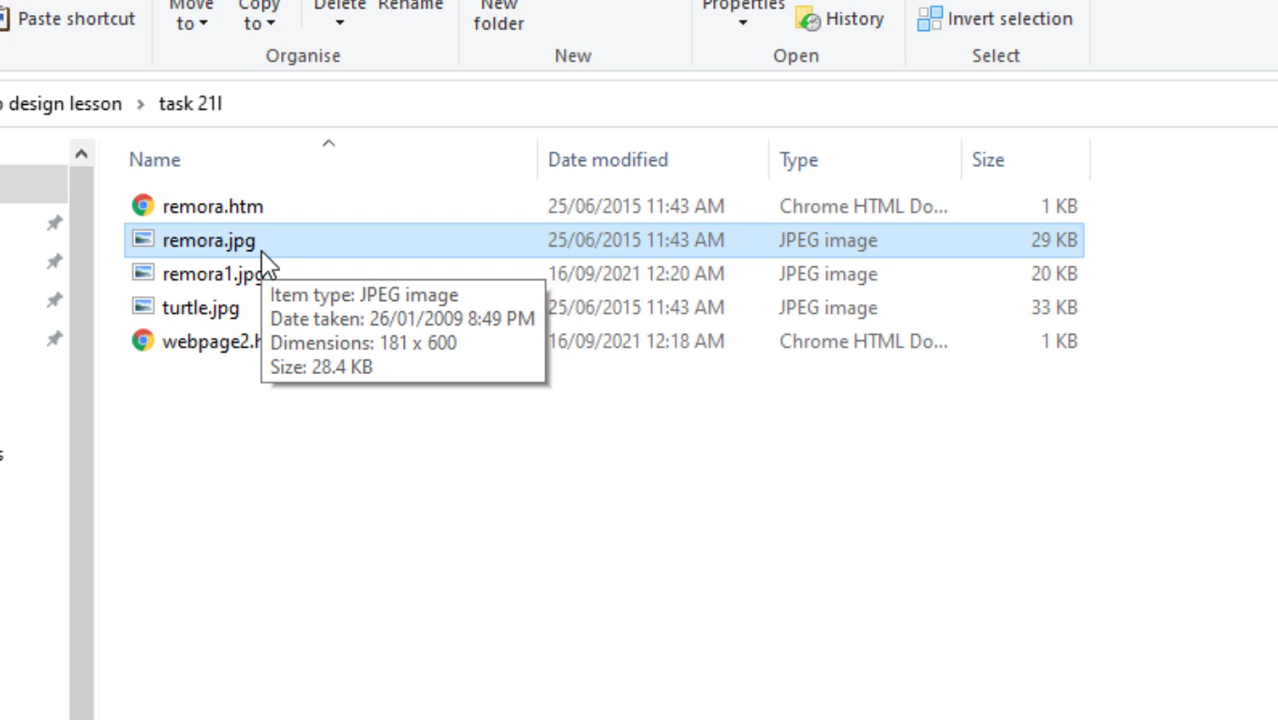 Paste shortcut
Move to
Copy to
Delete
Rename
New folder
Properties
History
Invert selection
Organise
New
Open
Select
design lesson > task 21l
Name
Date modified
Type
Size
remora.htm 25/06/2015 11:43 AM Chrome HTML Do... 1 KB
remora.jpg 25/06/2015 11:43 AM JPEG image 29 KB
remora1.jpg 16/09/2021 12:20 AM JPEG image 20 KB
Item type: JPEG image
Date taken: 26/01/2009 8:49 PM
Dimensions: 181 x 600
Size: 28.4 KB
turtle.jpg 25/06/2015 11:43 AM JPEG image 33 KB
webpage2.h 16/09/2021 12:18 AM Chrome HTML Do... 1 KB